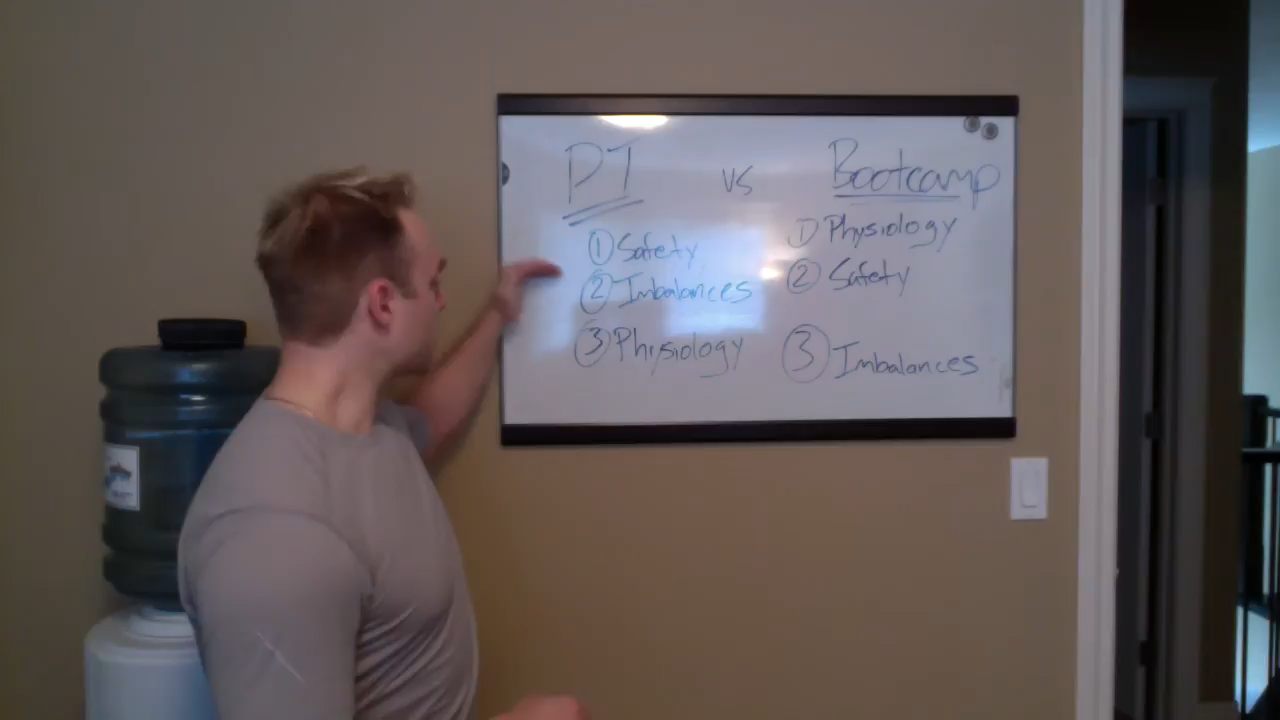 PT vs Bootcamp
① Safety
② Imbalances
③ Physiology
① Physiology
② Safety
③ Imbalances